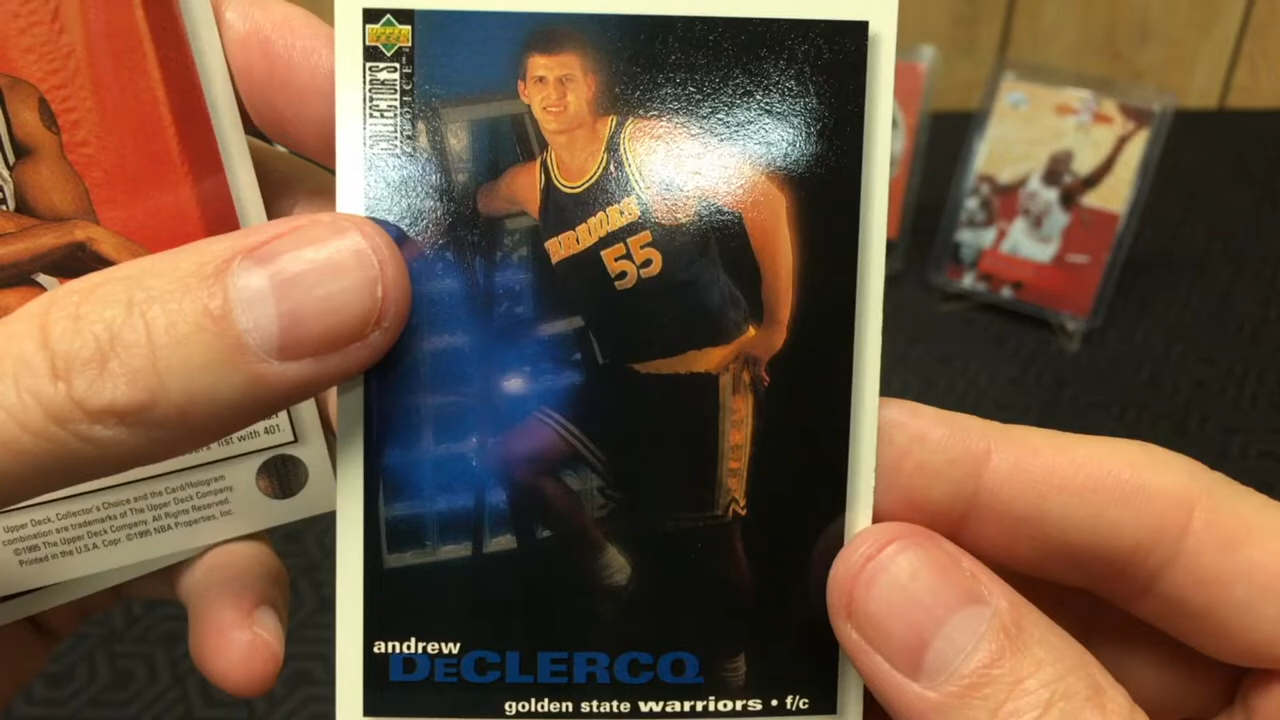 UPPER
DECK
COLLECTOR'S
WARRIORS
55
list with 401.
Upper Deck, Collector's Choice and the Card/Hologram
combination are trademarks of The Upper Deck Company.
©1995 The Upper Deck Company. All Rights Reserved.
Printed in the U.S.A. Copr. ©1995 NBA Properties, Inc.
andrew
DECLERCQ
golden state warriors • f/c